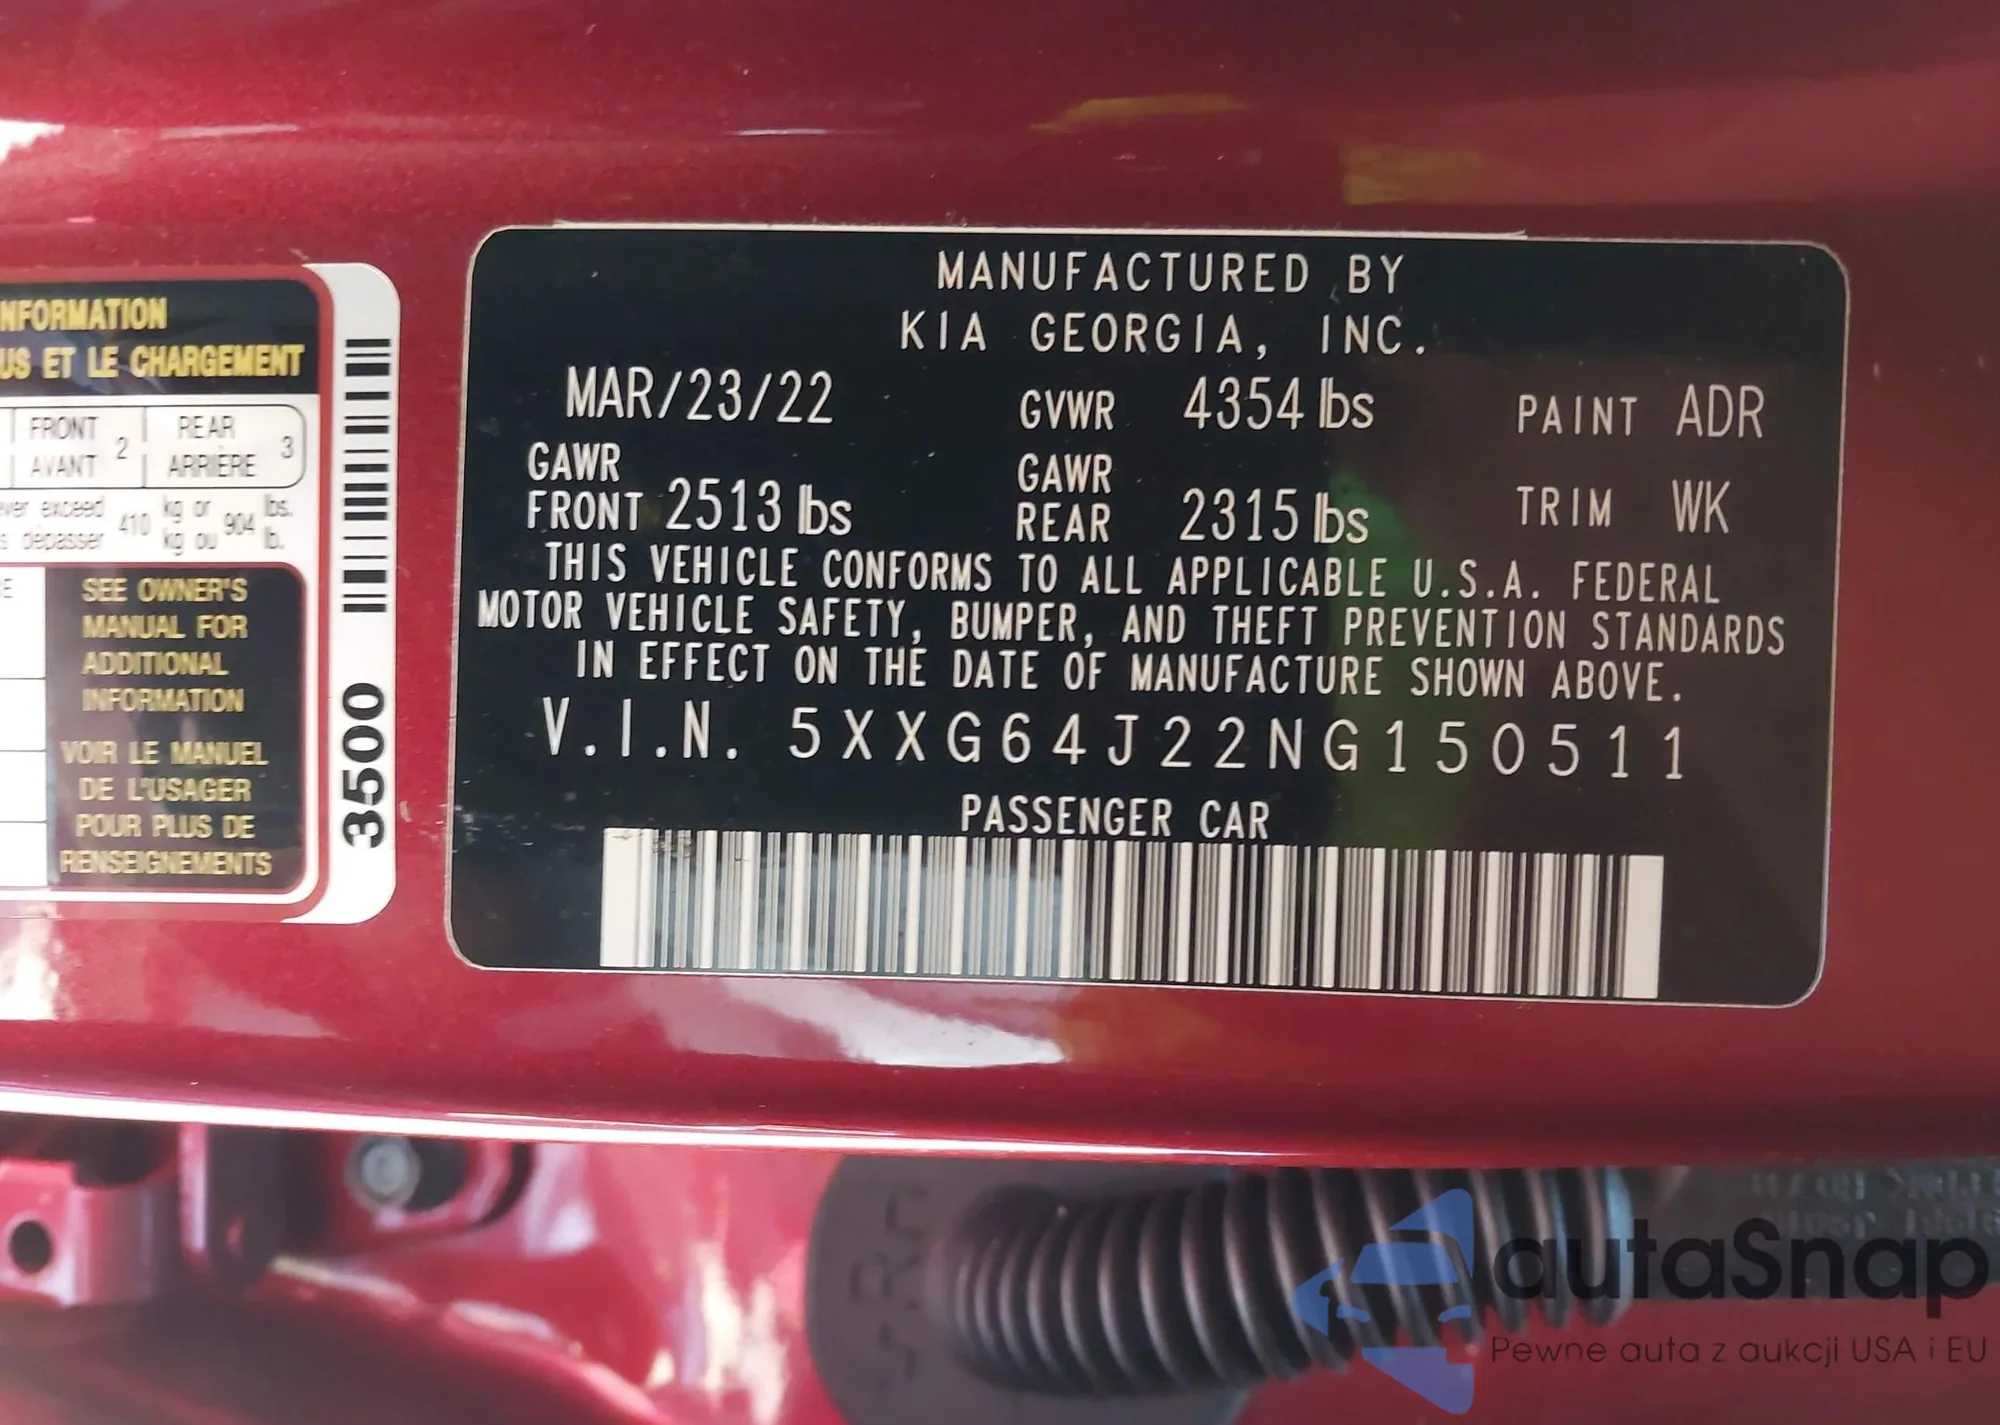 NFORMATION
US ET LE CHARGEMENT
FRONT 2 REAR 3
AVANT ARRIÈRE
ver exceed 410 kg or 904 lbs.
s dépasser kg ou lb.
SEE OWNER'S
MANUAL FOR
ADDITIONAL
INFORMATION
VOIR LE MANUEL
DE L'USAGER
POUR PLUS DE
RENSEIGNEMENTS
3500
MANUFACTURED BY
KIA GEORGIA, INC.
MAR/23/22 GVWR 4354 lbs PAINT ADR
GAWR FRONT 2513 lbs GAWR REAR 2315 lbs TRIM WK
THIS VEHICLE CONFORMS TO ALL APPLICABLE U.S.A. FEDERAL
MOTOR VEHICLE SAFETY, BUMPER, AND THEFT PREVENTION STANDARDS
IN EFFECT ON THE DATE OF MANUFACTURE SHOWN ABOVE.
V.I.N. 5XXG64J22NG150511
PASSENGER CAR
autaSnap
Pewne auta z aukcji USA i EU